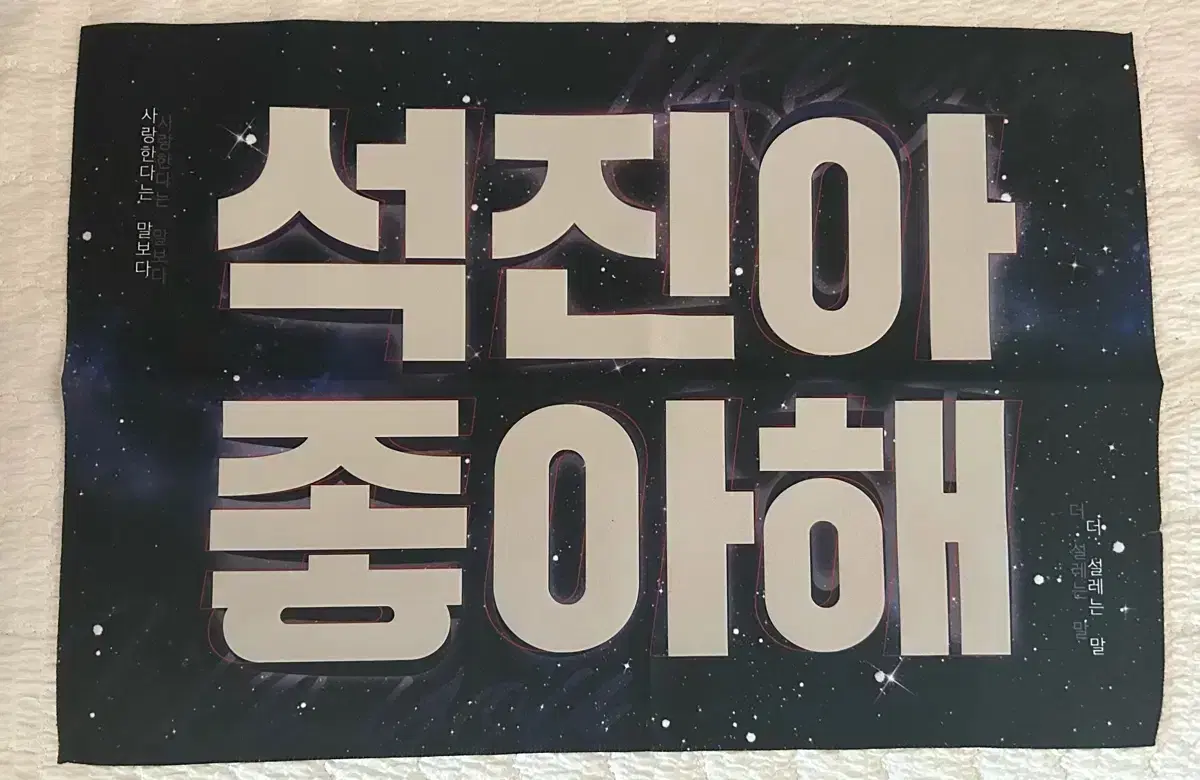 사랑한다는 말보다
석진아
좋아해
더 설레는 말